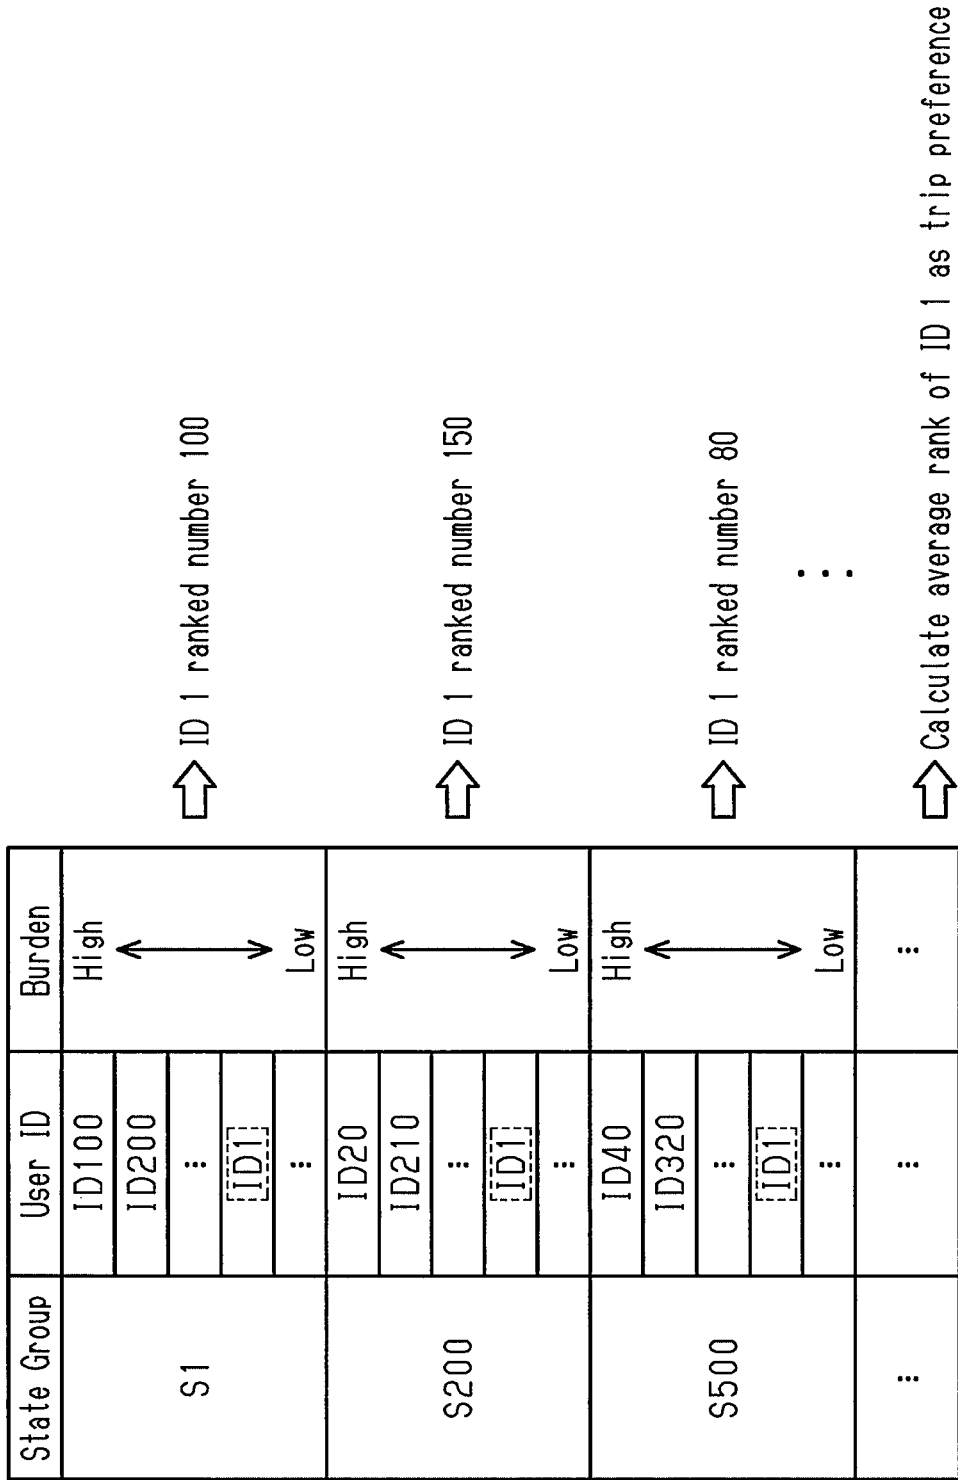 State Group User ID Burden
S1
ID100
ID200
...
ID1
...
High
Low
ID 1 ranked number 100
S200
ID20
ID210
...
ID1
...
High
Low
ID 1 ranked number 150
S500
ID40
ID320
...
ID1
...
High
Low
ID 1 ranked number 80
...
... ... ...
Calculate average rank of ID 1 as trip preference